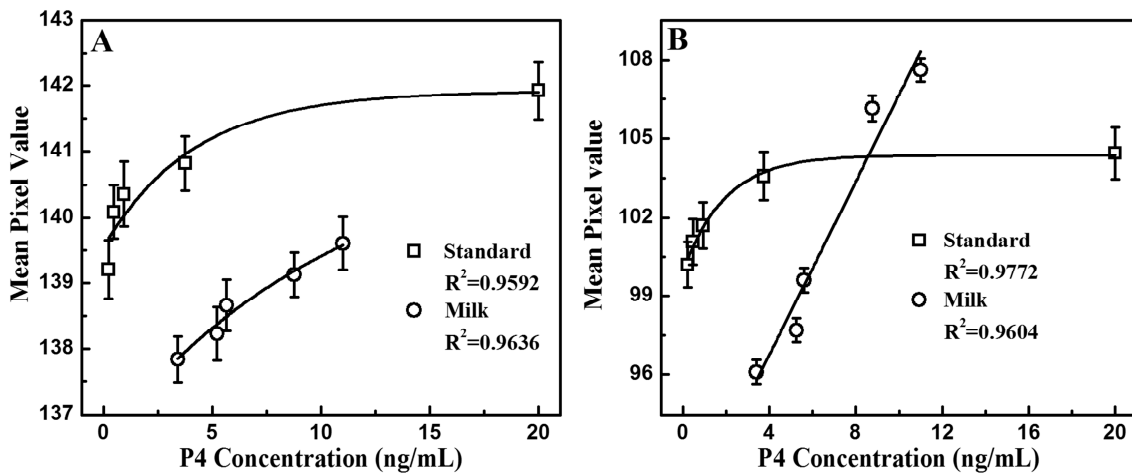 A
Mean Pixel Value
143
142
141
140
139
138
137
0
5
10
15
20
P4 Concentration (ng/mL)
Standard
R²=0.9592
Milk
R²=0.9636
B
Mean Pixel value
108
105
102
99
96
0
4
8
12
16
20
P4 Concentration (ng/mL)
Standard
R²=0.9772
Milk
R²=0.9604